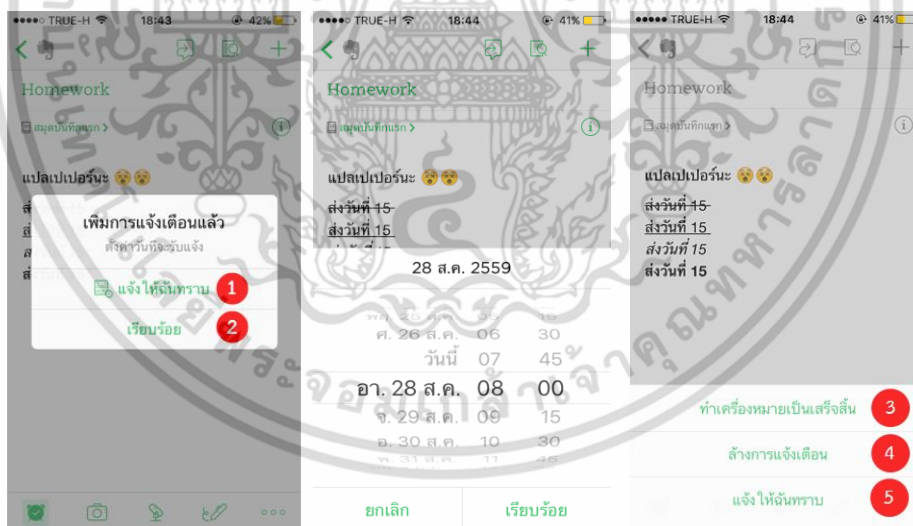 TRUE-H 18:43 42%
Homework
สมุดบันทึกแรก >
แปลเปเปอร์นะ 😲😲
เพิ่มการแจ้งเตือนแล้ว
ตั้งค่าวันที่จะรับแจ้ง
แจ้งให้ฉันทราบ 1
เรียบร้อย 2
TRUE-H 18:44 41%
Homework
สมุดบันทึกแรก >
แปลเปเปอร์นะ 😲😲
ส่งวันที่ 15
ส่งวันที่ 15
28 ส.ค. 2559
พฤ. 25 ส.ค. 05 15
ศ. 26 ส.ค. 06 30
วันนี้ 07 45
อา. 28 ส.ค. 08 00
จ. 29 ส.ค. 09 15
อ. 30 ส.ค. 10 30
พ. 31 ส.ค. 11 45
ยกเลิก เรียบร้อย
TRUE-H 18:44 41%
Homework
สมุดบันทึกแรก >
แปลเปเปอร์นะ 😲😲
ส่งวันที่ 15
ส่งวันที่ 15
ส่งวันที่ 15
ส่งวันที่ 15
ทำเครื่องหมายเป็นเสร็จสิ้น 3
ล้างการแจ้งเตือน 4
แจ้งให้ฉันทราบ 5